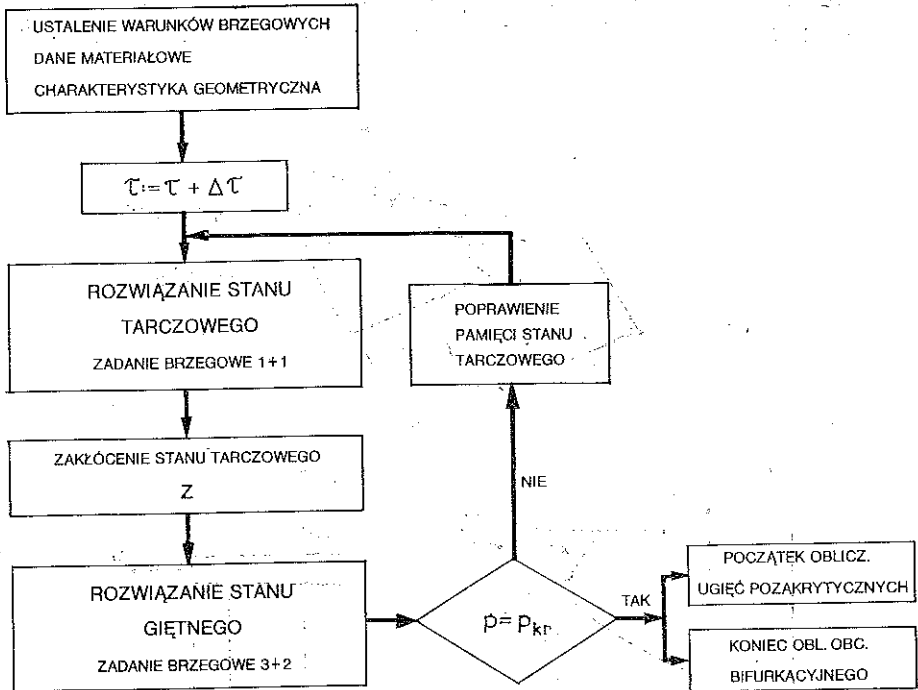 USTALENIE WARUNKÓW BRZEGOWYCH
DANE MATERIAŁOWE
CHARAKTERYSTYKA GEOMETRYCZNA
τ:=τ + Δτ
ROZWIĄZANIE STANU
TARCZOWEGO
ZADANIE BRZEGOWE 1+1
POPRAWIENIE
PAMIĘCI STANU
TARCZOWEGO
ZAKŁÓCENIE STANU TARCZOWEGO
Z
NIE
ROZWIĄZANIE STANU
GIĘTNEGO
ZADANIE BRZEGOWE 3+2
p=pkr
TAK
POCZĄTEK OBLICZ.
UGIĘĆ POZAKRYTYCZNYCH
KONIEC OBL. OBC.
BIFURKACYJNEGO